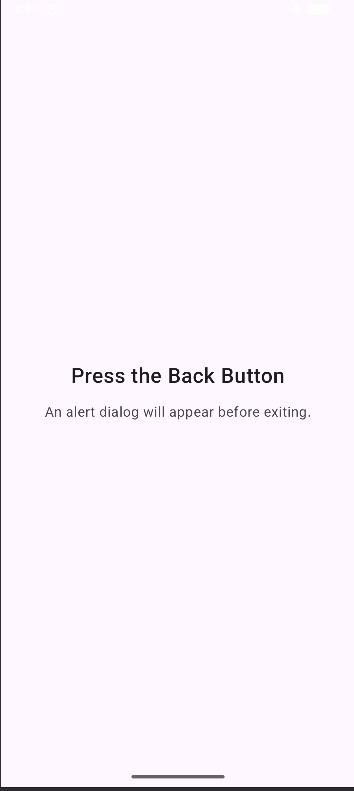 Press the Back Button
An alert dialog will appear before exiting.